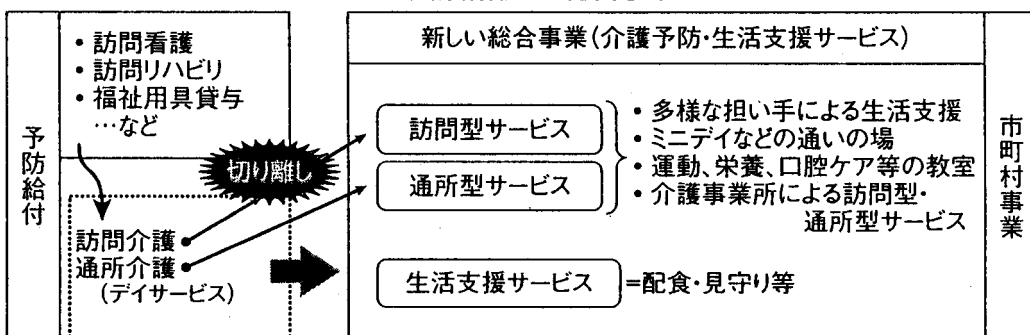 予防給付
・訪問看護
・訪問リハビリ
・福祉用具貸与
…など
切り離し
訪問介護
通所介護
(デイサービス)
新しい総合事業(介護予防・生活支援サービス)
訪問型サービス
通所型サービス
・多様な担い手による生活支援
・ミニデイなどの通いの場
・運動、栄養、口腔ケア等の教室
・介護事業所による訪問型・
通所型サービス
生活支援サービス =配食・見守り等
市町村事業